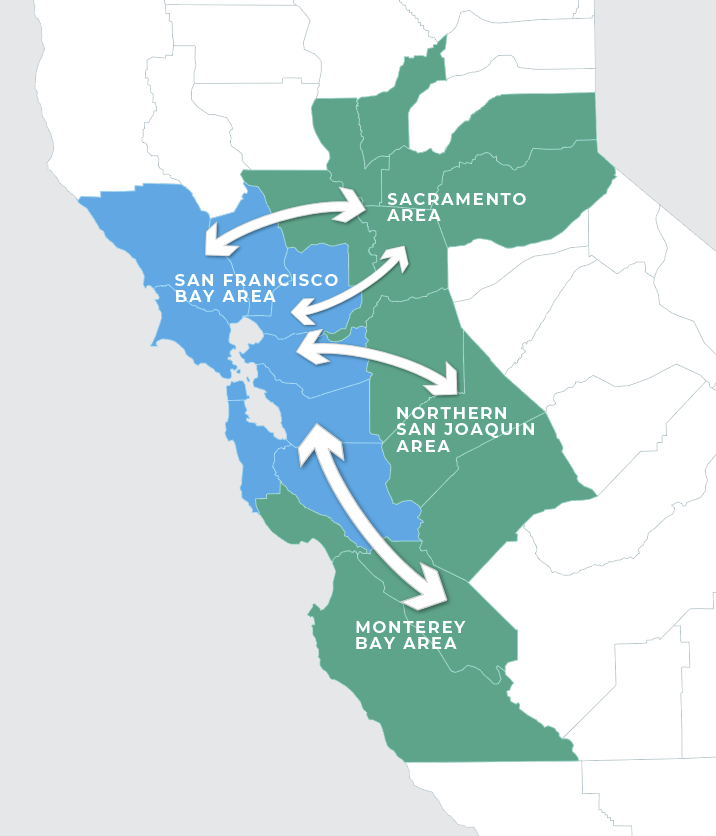 SACRAMENTO
AREA
SAN FRANCISCO
BAY AREA
NORTHERN
SAN JOAQUIN
AREA
MONTEREY
BAY AREA